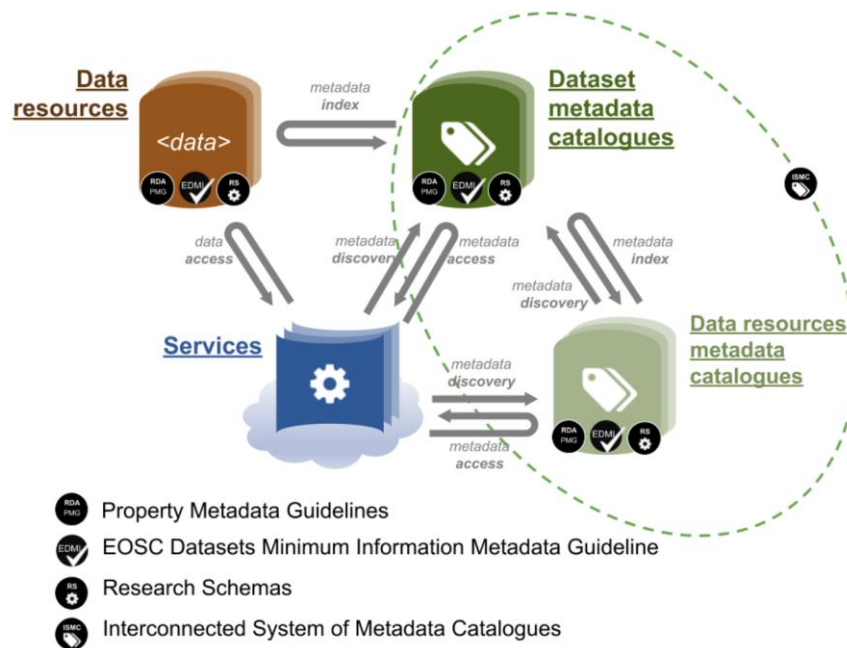 Data
resources
<data>
RDA
PMG
EDMI
RS
metadata
index
Dataset
metadata
catalogues
RDA
PMG
EDMI
RS
ISMC
data
access
metadata
discovery
metadata
access
metadata
index
metadata
discovery
Services
metadata
discovery
metadata
access
Data resources
metadata
catalogues
RDA
PMG
EDMI
RS
RDA
PMG
Property Metadata Guidelines
EDMI
EOSC Datasets Minimum Information Metadata Guideline
RS
Research Schemas
ISMC
Interconnected System of Metadata Catalogues